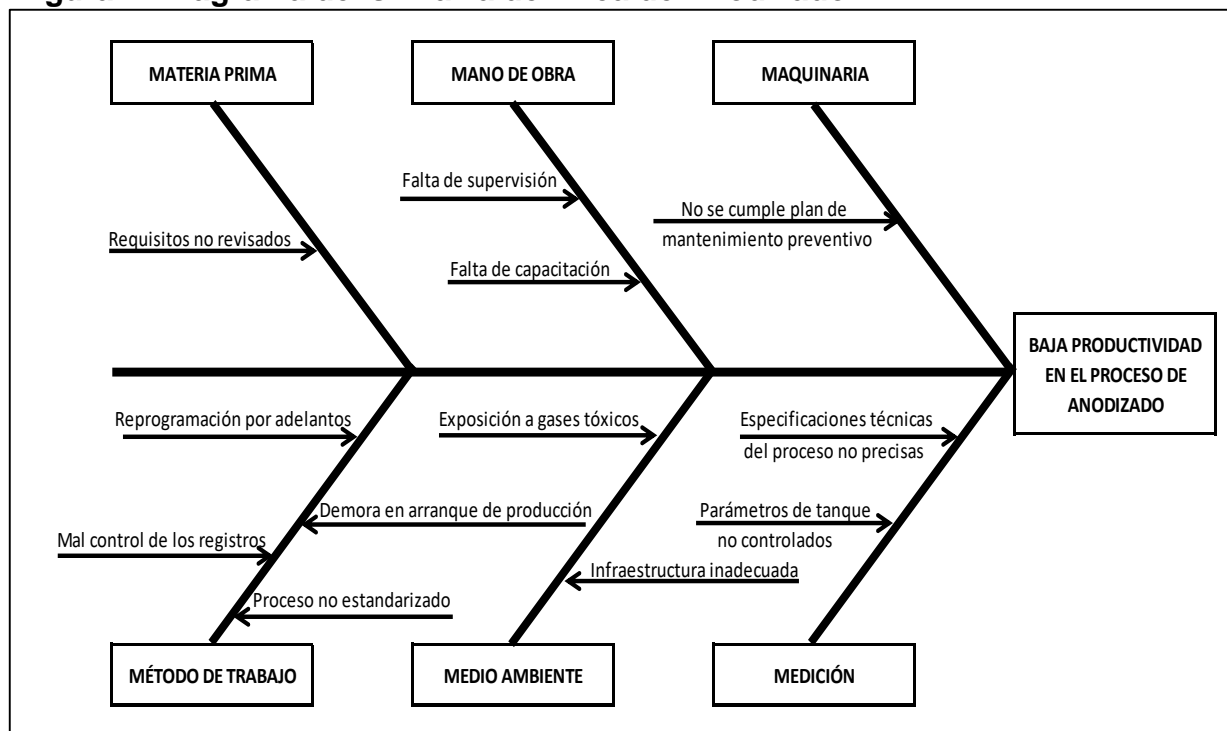 MATERIA PRIMA
MANO DE OBRA
MAQUINARIA
Falta de supervisión
No se cumple plan de
mantenimiento preventivo
Requisitos no revisados
Falta de capacitación
BAJA PRODUCTIVIDAD
EN EL PROCESO DE
ANODIZADO
Reprogramación por adelantos
Exposición a gases tóxicos
Especificaciones técnicas
del proceso no precisas
Demora en arranque de producción
Parámetros de tanque
no controlados
Mal control de los registros
Infraestructura inadecuada
Proceso no estandarizado
MÉTODO DE TRABAJO
MEDIO AMBIENTE
MEDICIÓN